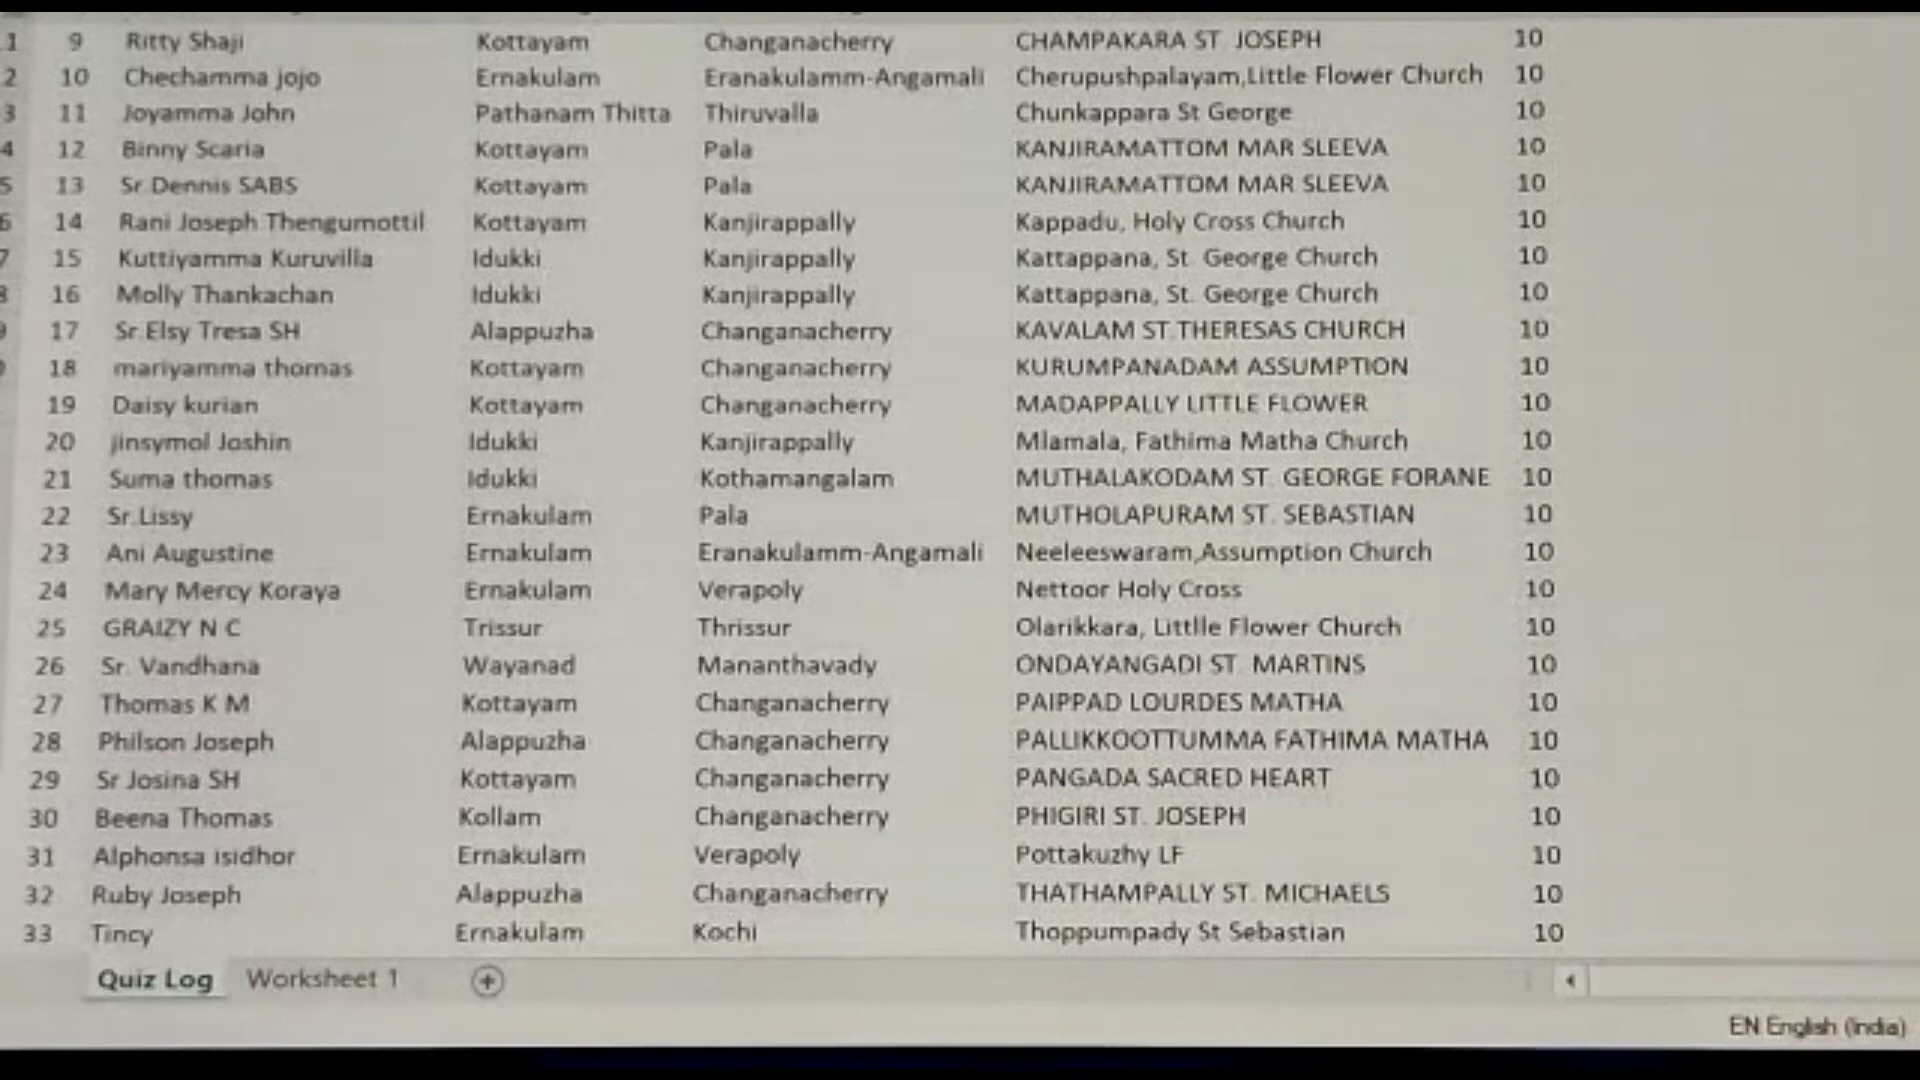 1 9 Ritty Shaji Kottayam Changanacherry CHAMPAKARA ST. JOSEPH 10
2 10 Chechamma jojo Ernakulam Eranakulamm-Angamali Cherupushpalayam,Little Flower Church 10
3 11 Joyamma John Pathanam Thitta Thiruvalla Chunkappara St George 10
4 12 Binny Scaria Kottayam Pala KANJIRAMATTOM MAR SLEEVA 10
5 13 Sr Dennis SABS Kottayam Pala KANJIRAMATTOM MAR SLEEVA 10
6 14 Rani Joseph Thengumottil Kottayam Kanjirappally Kappadu, Holy Cross Church 10
7 15 Kuttiyamma Kuruvilla Idukki Kanjirappally Kattappana, St. George Church 10
8 16 Molly Thankachan Idukki Kanjirappally Kattappana, St. George Church 10
9 17 Sr.Elsy Tresa SH Alappuzha Changanacherry KAVALAM ST.THERESAS CHURCH 10
18 mariyamma thomas Kottayam Changanacherry KURUMPANADAM ASSUMPTION 10
19 Daisy kurian Kottayam Changanacherry MADAPPALLY LITTLE FLOWER 10
20 jinsymol Joshin Idukki Kanjirappally Mlamala, Fathima Matha Church 10
21 Suma thomas Idukki Kothamangalam MUTHALAKODAM ST. GEORGE FORANE 10
22 Sr.Lissy Ernakulam Pala MUTHOLAPURAM ST. SEBASTIAN 10
23 Ani Augustine Ernakulam Eranakulamm-Angamali Neeleeswaram,Assumption Church 10
24 Mary Mercy Koraya Ernakulam Verapoly Nettoor Holy Cross 10
25 GRAIZY N C Trissur Thrissur Olarikkara, Littlle Flower Church 10
26 Sr. Vandhana Wayanad Mananthavady ONDAYANGADI ST. MARTINS 10
27 Thomas K M Kottayam Changanacherry PAIPPAD LOURDES MATHA 10
28 Philson Joseph Alappuzha Changanacherry PALLIKKOOTTUMMA FATHIMA MATHA 10
29 Sr Josina SH Kottayam Changanacherry PANGADA SACRED HEART 10
30 Beena Thomas Kollam Changanacherry PHIGIRI ST. JOSEPH 10
31 Alphonsa isidhor Ernakulam Verapoly Pottakuzhy LF 10
32 Ruby Joseph Alappuzha Changanacherry THATHAMPALLY ST. MICHAELS 10
33 Tincy Ernakulam Kochi Thoppumpady St Sebastian 10
Quiz Log Worksheet 1
EN English (India)